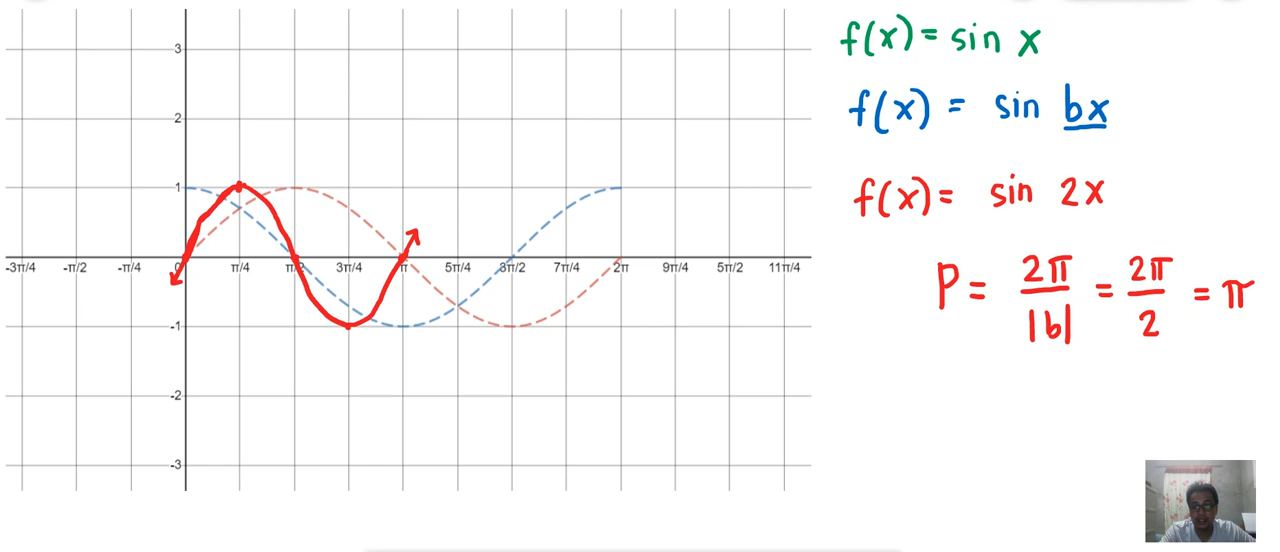 3
2
1
-3π/4 -π/2 -π/4 0 π/4 π/2 3π/4 π 5π/4 3π/2 7π/4 2π 9π/4 5π/2 11π/4
-1
-2
-3
f(x) = sin x
f(x) = sin bx
f(x) = sin 2x
P = 2π/|b| = 2π/2 = π